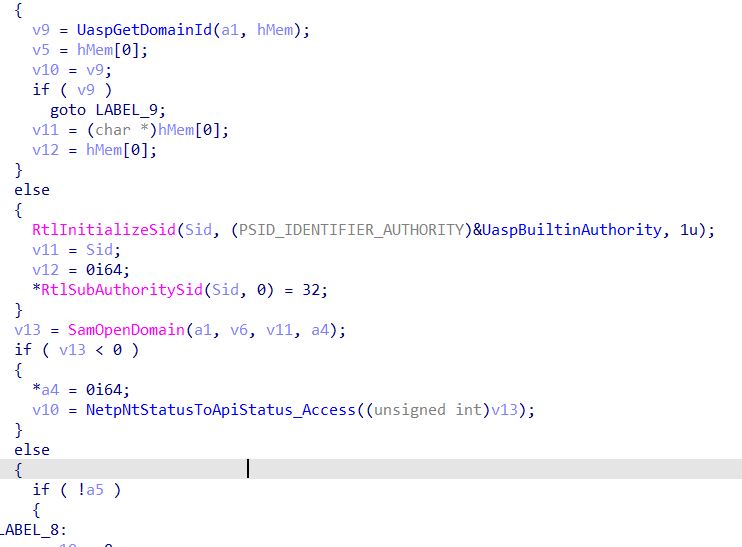 {
v9 = UaspGetDomainId(a1, hMem);
v5 = hMem[0];
v10 = v9;
if ( v9 )
goto LABEL_9;
v11 = (char *)hMem[0];
v12 = hMem[0];
}
else
{
RtlInitializeSid(Sid, (PSID_IDENTIFIER_AUTHORITY)&UaspBuiltinAuthority, 1u);
v11 = Sid;
v12 = 0i64;
*RtlSubAuthoritySid(Sid, 0) = 32;
}
v13 = SamOpenDomain(a1, v6, v11, a4);
if ( v13 < 0 )
{
*a4 = 0i64;
v10 = NetpNtStatusToApiStatus_Access((unsigned int)v13);
}
else
{
if ( !a5 )
{
LABEL_8: